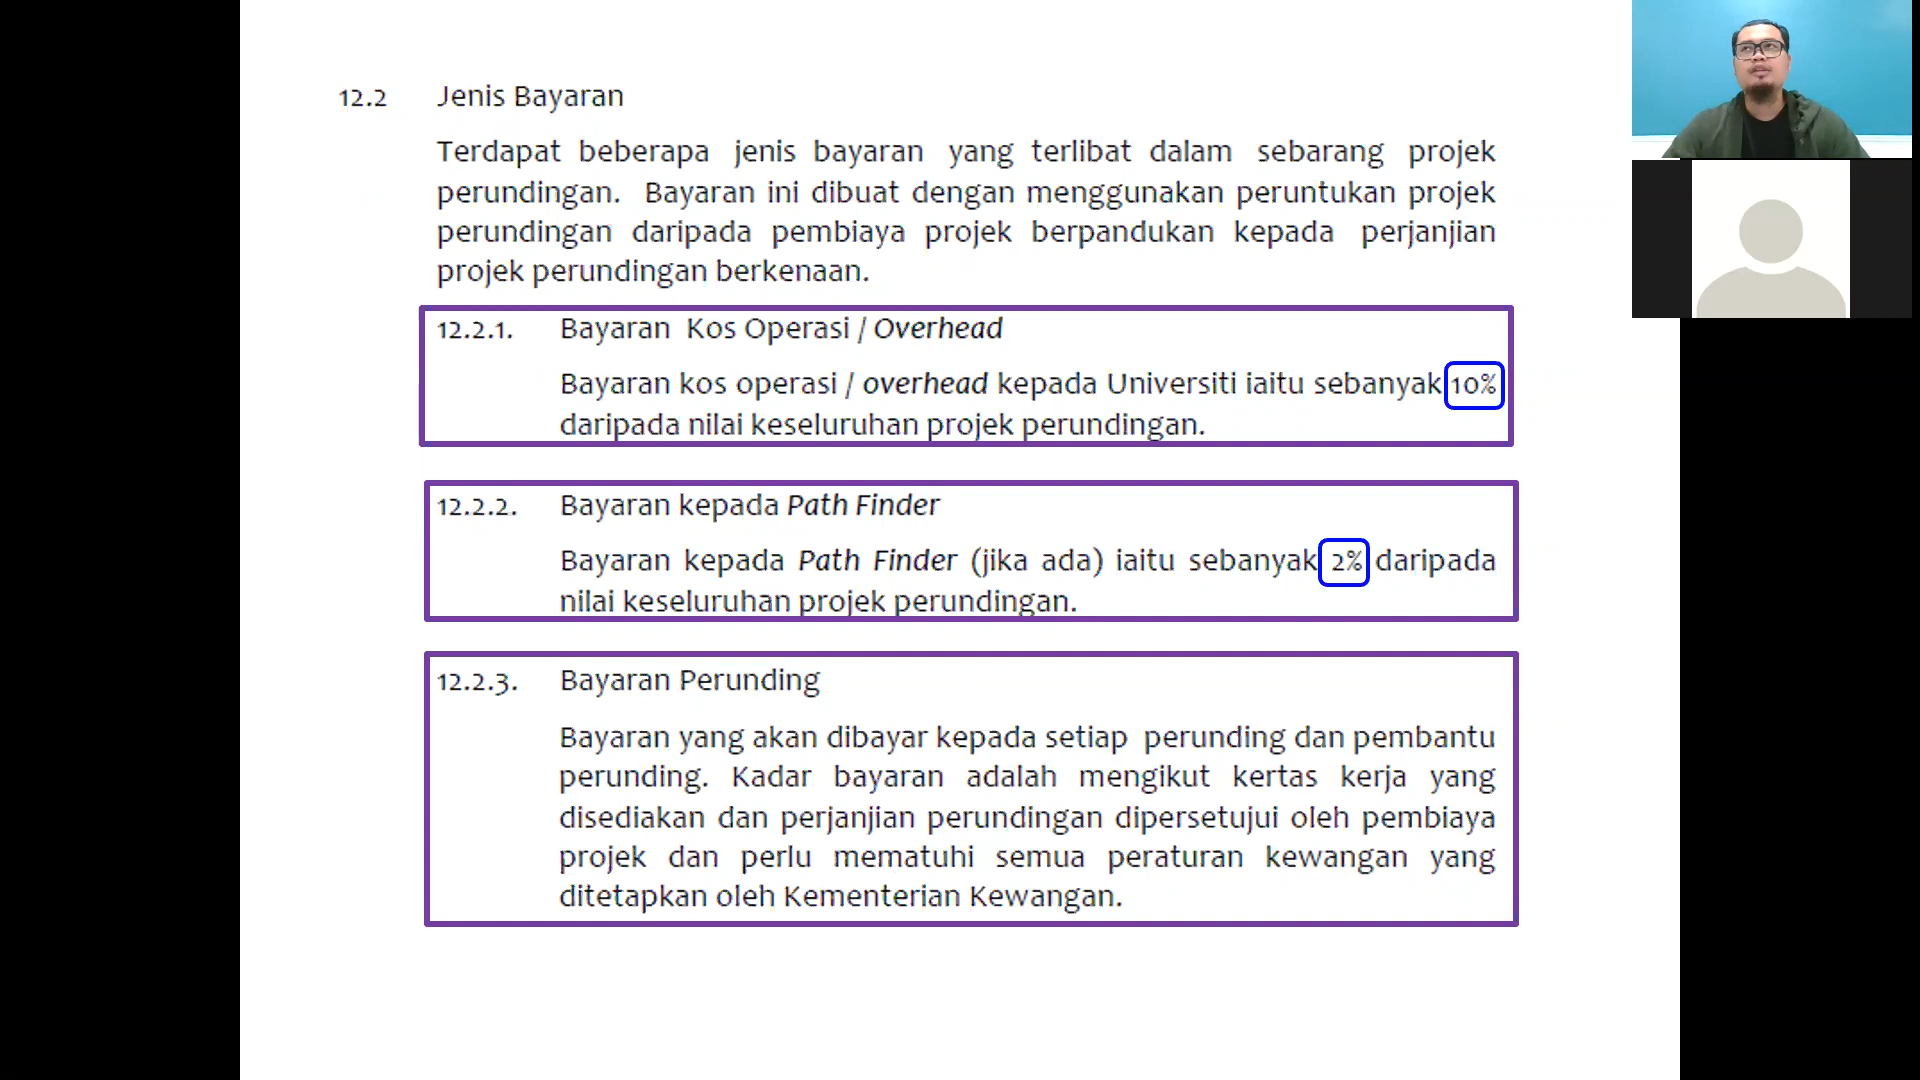 12.2 Jenis Bayaran
Terdapat beberapa jenis bayaran yang terlibat dalam sebarang projek
perundingan. Bayaran ini dibuat dengan menggunakan peruntukan projek
perundingan daripada pembiaya projek berpandukan kepada perjanjian
projek perundingan berkenaan.
12.2.1. Bayaran Kos Operasi / Overhead
Bayaran kos operasi / overhead kepada Universiti iaitu sebanyak 10%
daripada nilai keseluruhan projek perundingan.
12.2.2. Bayaran kepada Path Finder
Bayaran kepada Path Finder (jika ada) iaitu sebanyak 2% daripada
nilai keseluruhan projek perundingan.
12.2.3. Bayaran Perunding
Bayaran yang akan dibayar kepada setiap perunding dan pembantu
perunding. Kadar bayaran adalah mengikut kertas kerja yang
disediakan dan perjanjian perundingan dipersetujui oleh pembiaya
projek dan perlu mematuhi semua peraturan kewangan yang
ditetapkan oleh Kementerian Kewangan.